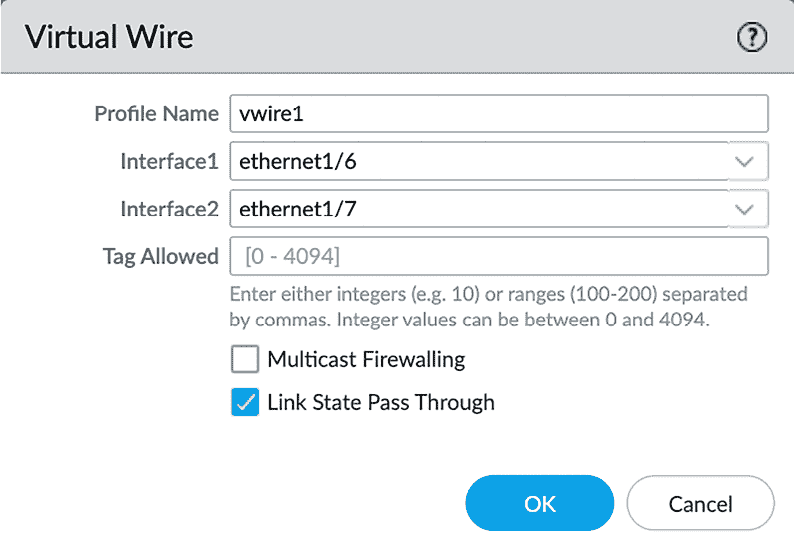 Virtual Wire ?
Profile Name vwire1
Interface1 ethernet1/6
Interface2 ethernet1/7
Tag Allowed [0 - 4094]
Enter either integers (e.g. 10) or ranges (100-200) separated
by commas. Integer values can be between 0 and 4094.
Multicast Firewalling
Link State Pass Through
OK Cancel